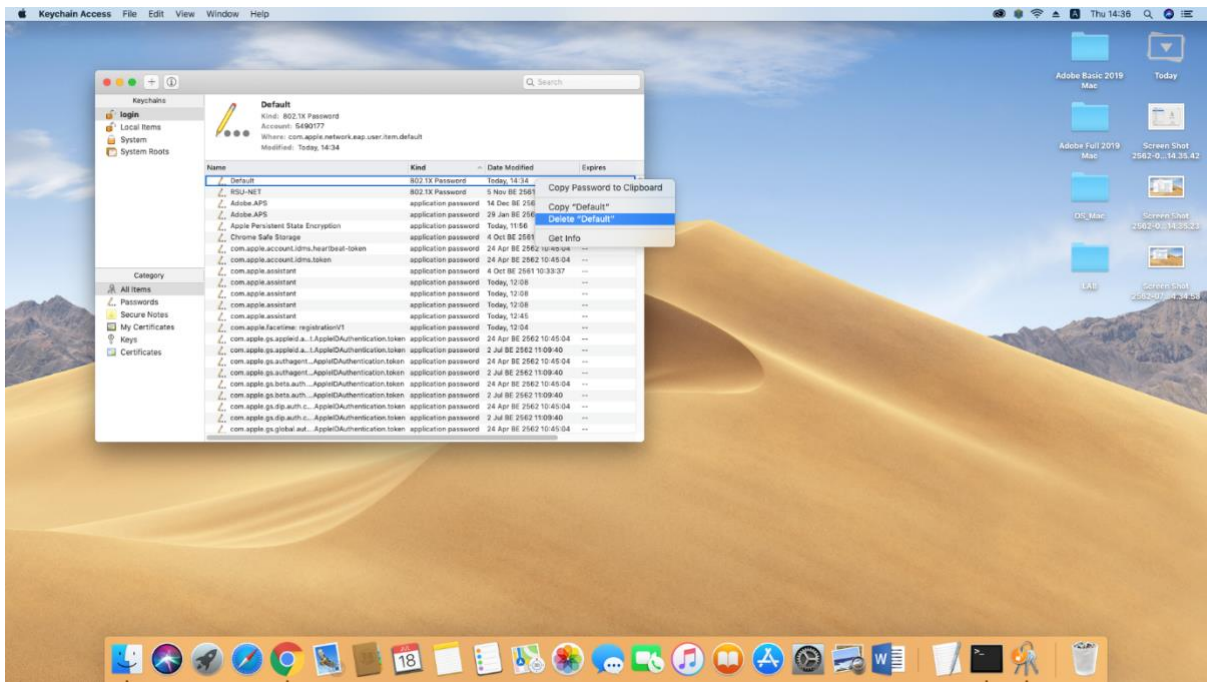 Keychain Access File Edit View Window Help
Thu 14:36
Adobe Basic 2019
Mac
Today
Adobe Full 2019
Mac
Screen Shot
2562-0...14.35.42
OS_Mac
Screen Shot
2562-0...14.35.23
LAB
Screen Shot
Search
Keychains
login
Local Items
System
System Roots
Default
Kind: 802.1X Password
Account: 5490177
Where: com.apple.network.eap.user.item.default
Modified: Today, 14:34
Name Kind Date Modified Expires
Default 802.1X Password Today, 14:34
RSU-NET 802.1X Password 5 Nov BE 2561
Adobe.APS application password 14 Dec BE 256
Adobe.APS application password 29 Jan BE 256
Apple Persistent State Encryption application password Today, 11:56
Chrome Safe Storage application password 4 Oct BE 2561
com.apple.account.idms.heartbeat-token application password 24 Apr BE 2562 10:45:04 --
com.apple.account.idms.token application password 24 Apr BE 2562 10:45:04 --
com.apple.assistant application password 4 Oct BE 2561 10:33:37 --
com.apple.assistant application password Today, 12:08 --
com.apple.assistant application password Today, 12:08 --
com.apple.assistant application password Today, 12:08 --
com.apple.assistant application password Today, 12:45 --
com.apple.facetime: registrationV1 application password Today, 12:04 --
com.apple.gs.appleid.a...t.AppleIDAuthentication.token application password 24 Apr BE 2562 10:45:04 --
com.apple.gs.appleid.a...t.AppleIDAuthentication.token application password 2 Jul BE 2562 11:09:40 --
com.apple.gs.authagent...AppleIDAuthentication.token application password 24 Apr BE 2562 10:45:04 --
com.apple.gs.authagent...AppleIDAuthentication.token application password 2 Jul BE 2562 11:09:40 --
com.apple.gs.beta.auth....AppleIDAuthentication.token application password 24 Apr BE 2562 10:45:04 --
com.apple.gs.beta.auth....AppleIDAuthentication.token application password 2 Jul BE 2562 11:09:40 --
com.apple.gs.dip.auth.c...AppleIDAuthentication.token application password 24 Apr BE 2562 10:45:04 --
com.apple.gs.dip.auth.c...AppleIDAuthentication.token application password 2 Jul BE 2562 11:09:40 --
com.apple.gs.global.aut...AppleIDAuthentication.token application password 24 Apr BE 2562 10:45:04 --
Copy Password to Clipboard
Copy "Default"
Delete "Default"
Get Info
Category
All Items
Passwords
Secure Notes
My Certificates
Keys
Certificates
JUL
18